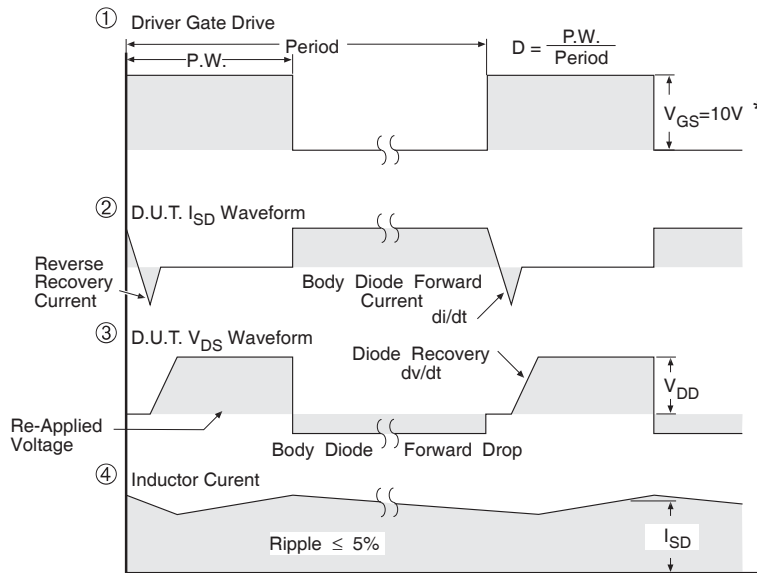 ① Driver Gate Drive
Period
P.W.
D = P.W. / Period
V_GS=10V *
② D.U.T. I_SD Waveform
Reverse
Recovery
Current
Body Diode Forward
Current
di/dt
③ D.U.T. V_DS Waveform
Diode Recovery
dv/dt
V_DD
Re-Applied
Voltage
Body Diode Forward Drop
④ Inductor Curent
Ripple ≤ 5%
I_SD